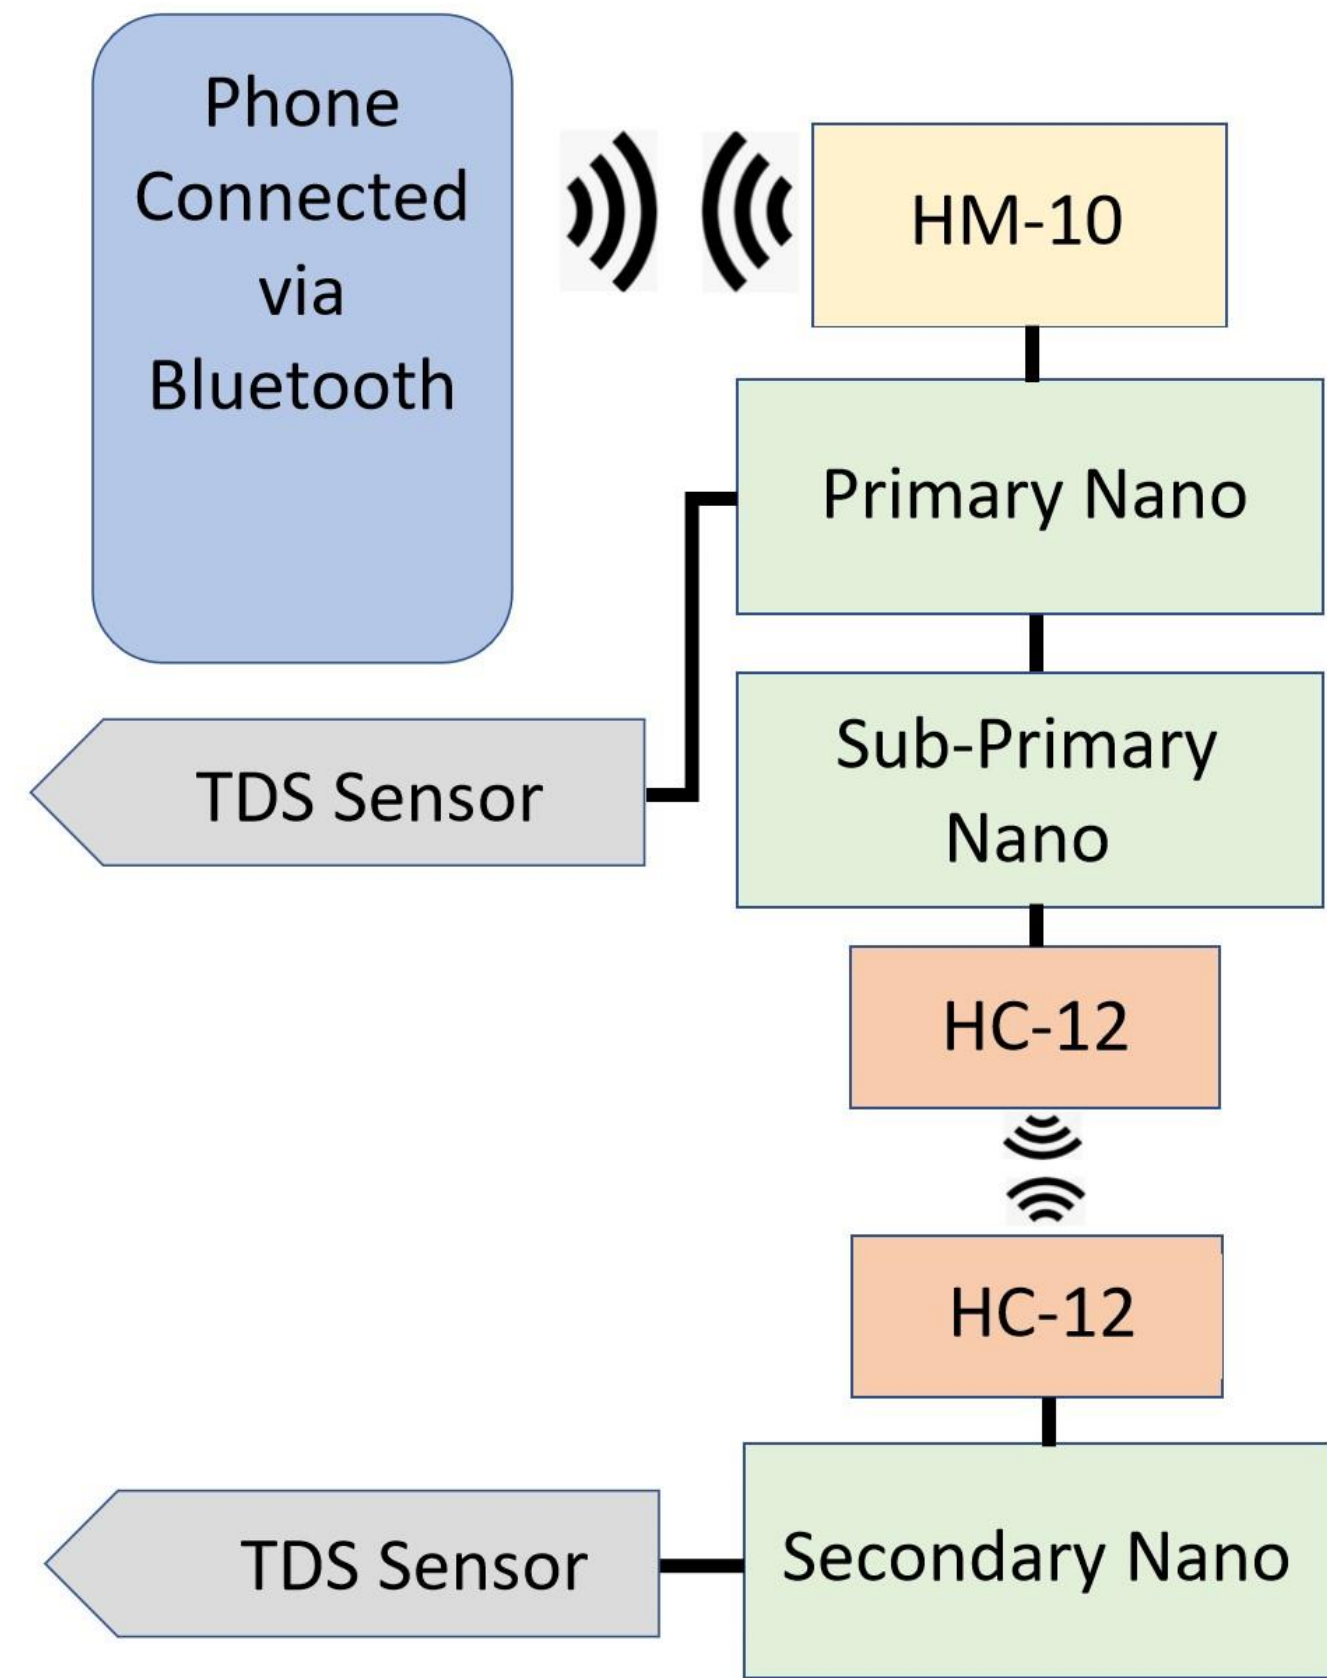 Phone
Connected
via
Bluetooth
HM-10
Primary Nano
Sub-Primary
Nano
TDS Sensor
HC-12
HC-12
Secondary Nano
TDS Sensor